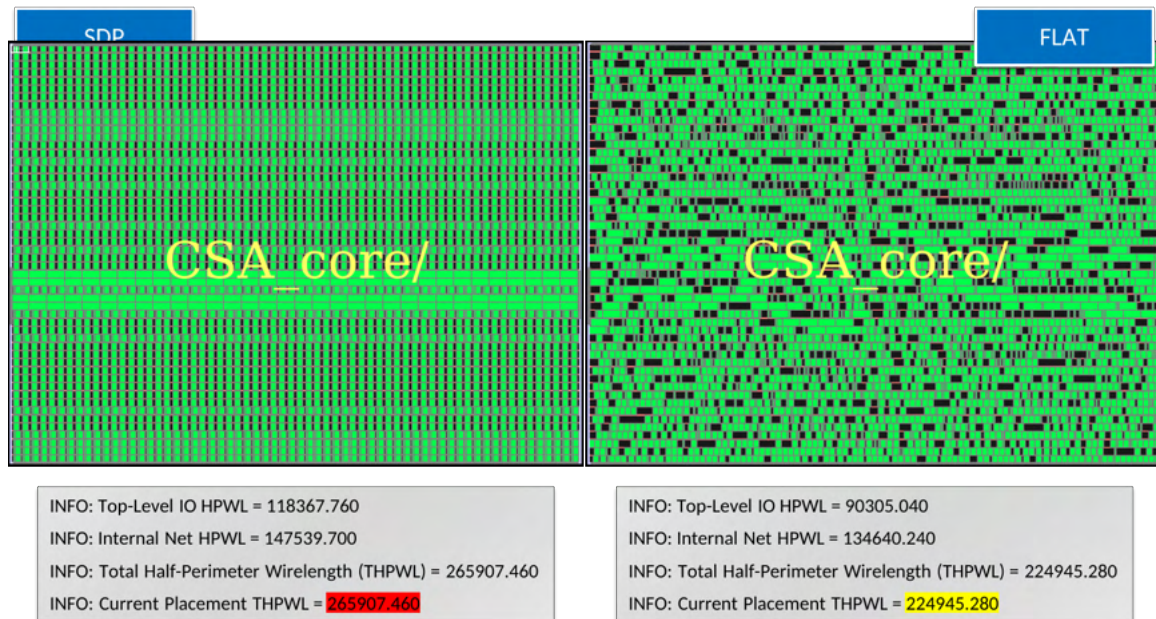 SDP
FLAT
CSA_core/
CSA_core/
INFO: Top-Level IO HPWL = 118367.760
INFO: Internal Net HPWL = 147539.700
INFO: Total Half-Perimeter Wirelength (THPWL) = 265907.460
INFO: Current Placement THPWL = 265907.460
INFO: Top-Level IO HPWL = 90305.040
INFO: Internal Net HPWL = 134640.240
INFO: Total Half-Perimeter Wirelength (THPWL) = 224945.280
INFO: Current Placement THPWL = 224945.280